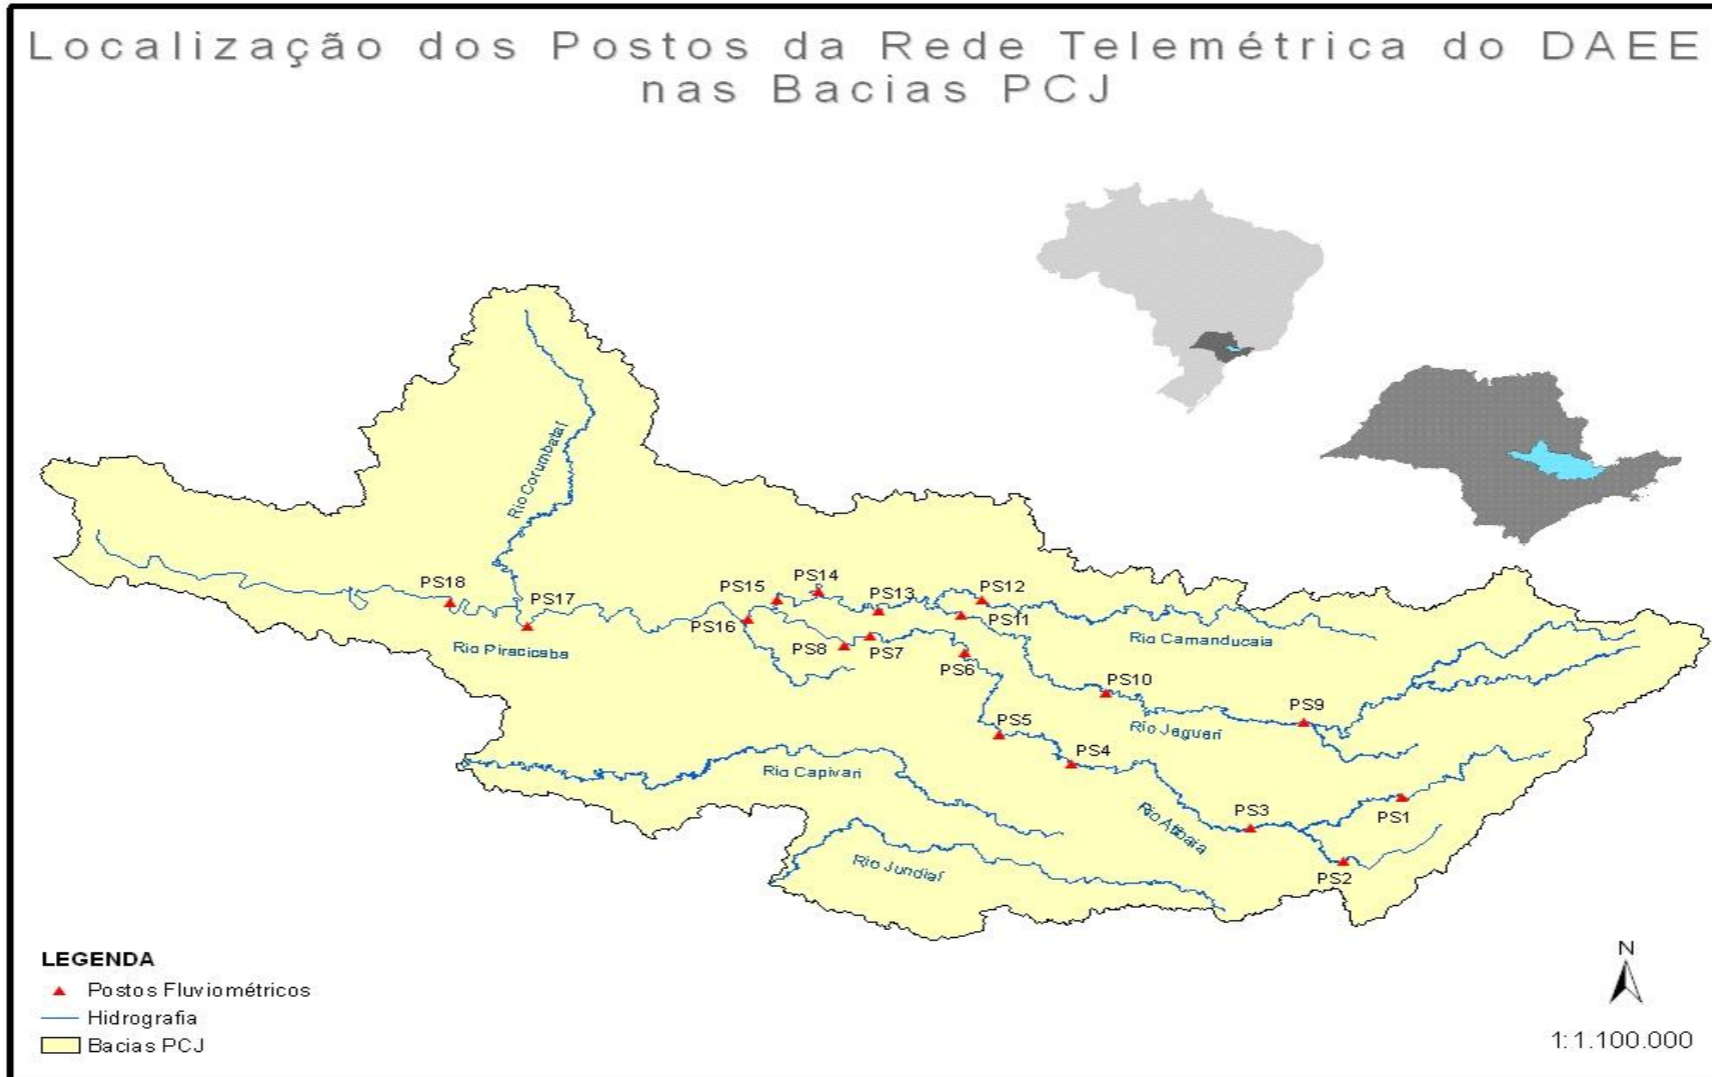 Localização dos Postos da Rede Telemétrica do DAEE
nas Bacias PCJ
Rio Corumbataí
PS18
PS17
PS15
PS14
PS13
PS12
PS16
PS11
Rio Piracicaba
PS8
PS7
PS6
Rio Camanducaia
PS10
PS9
Rio Jaguari
PS5
PS4
Rio Capivari
PS3
PS1
Rio Atibaia
Rio Jundiaí
PS2
LEGENDA
Postos Fluviométricos
Hidrografia
Bacias PCJ
N
1:1.100.000